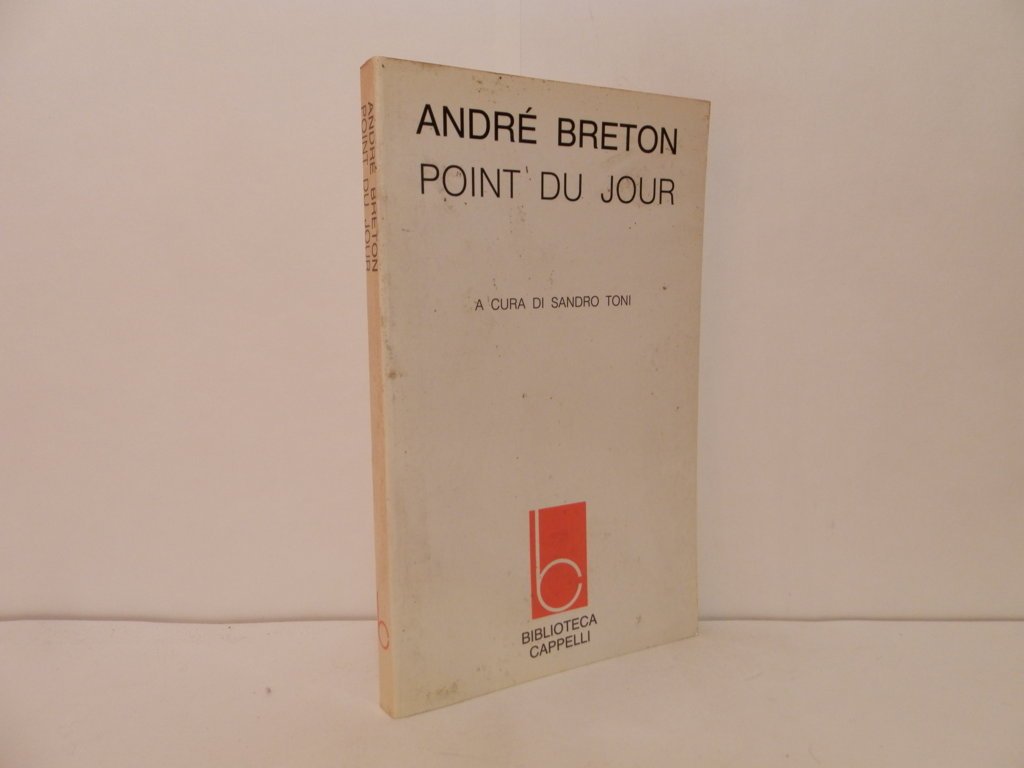 ANDRÉ BRETON
POINT DU JOUR
A CURA DI SANDRO TONI
b
BIBLIOTECA
CAPPELLI
ANDRÉ BRETON
POINT DU JOUR